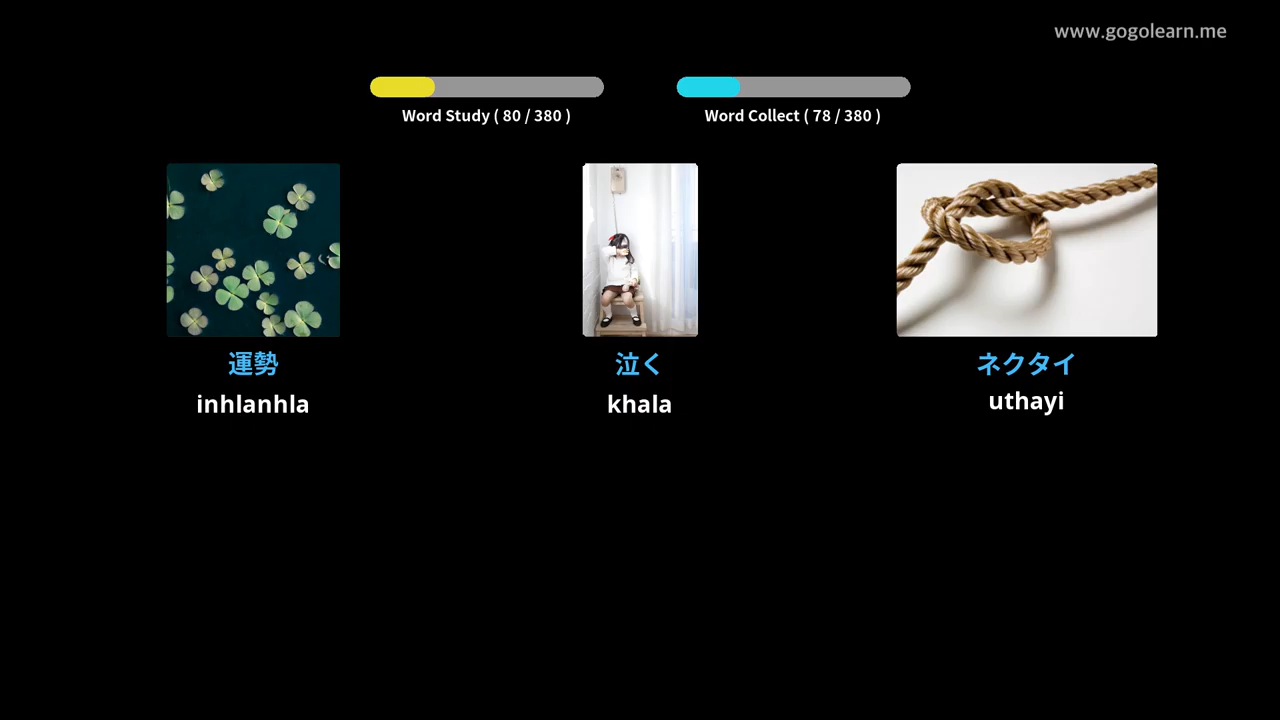 www.gogolearn.me
Word Study ( 80 / 380 )
Word Collect ( 78 / 380 )
運勢
inhlanhla
泣く
khala
ネクタイ
uthayi